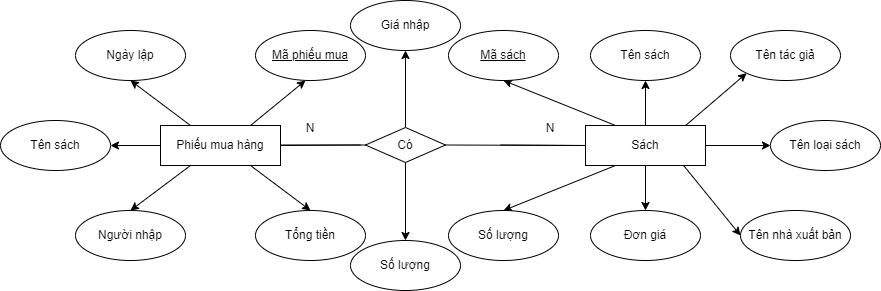 Giá nhập
Ngày lập
Mã phiếu mua
Mã sách
Tên sách
Tên tác giả
N
N
Tên sách
Phiếu mua hàng
Có
Sách
Tên loại sách
Người nhập
Tổng tiền
Số lượng
Đơn giá
Tên nhà xuất bản
Số lượng